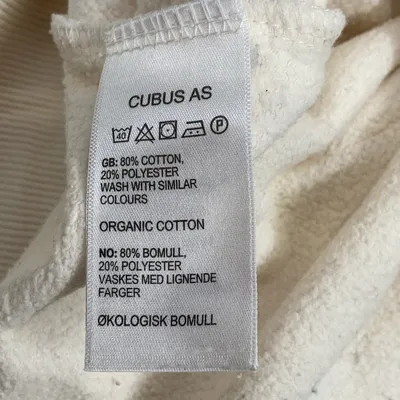 CUBUS AS
40 P
GB: 80% COTTON,
20% POLYESTER
WASH WITH SIMILAR
COLOURS
ORGANIC COTTON
NO: 80% BOMULL,
20% POLYESTER
VASKES MED LIGNENDE
FARGER
ØKOLOGISK BOMULL